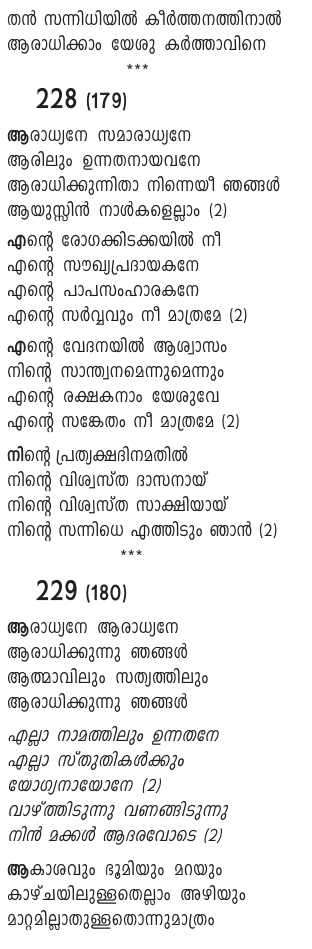 തൻ സന്നിധിയിൽ കീർത്തനത്തിനാൽ
ആരാധിക്കാം യേശു കർത്താവിനെ
***
228 (179)
ആരാധ്യനേ സമാരാധ്യനേ
ആരിലും ഉന്നതനായവനേ
ആരാധിക്കുന്നിതാ നിന്നെയീ ഞങ്ങൾ
ആയുസ്സിൻ നാൾകളെല്ലാം (2)
എന്റെ രോഗക്കിടക്കയിൽ നീ
എന്റെ സൗഖ്യപ്രദായകനേ
എന്റെ പാപസംഹാരകനേ
എന്റെ സർവ്വവും നീ മാത്രമേ (2)
എന്റെ വേദനയിൽ ആശ്വാസം
നിന്റെ സാന്ത്വനമെന്നുമെന്നും
എന്റെ രക്ഷകനാം യേശുവേ
എന്റെ സങ്കേതം നീ മാത്രമേ (2)
നിന്റെ പ്രത്യക്ഷദിനമതിൽ
നിന്റെ വിശ്വസ്ത ദാസനായ്
നിന്റെ വിശ്വസ്ത സാക്ഷിയായ്
നിന്റെ സന്നിധെ എത്തിടും ഞാൻ (2)
***
229 (180)
ആരാധ്യനേ ആരാധ്യനേ
ആരാധിക്കുന്നു ഞങ്ങൾ
ആത്മാവിലും സത്യത്തിലും
ആരാധിക്കുന്നു ഞങ്ങൾ
എല്ലാ നാമത്തിലും ഉന്നതനേ
എല്ലാ സ്തുതികൾക്കും
യോഗ്യനായോനേ (2)
വാഴ്ത്തിടുന്നു വണങ്ങിടുന്നു
നിൻ മക്കൾ ആദരവോടെ (2)
ആകാശവും ഭൂമിയും മറയും
കാഴ്ചയിലുള്ളതെല്ലാം അഴിയും
മാറ്റമില്ലാതുള്ളതൊന്നുമാത്രം